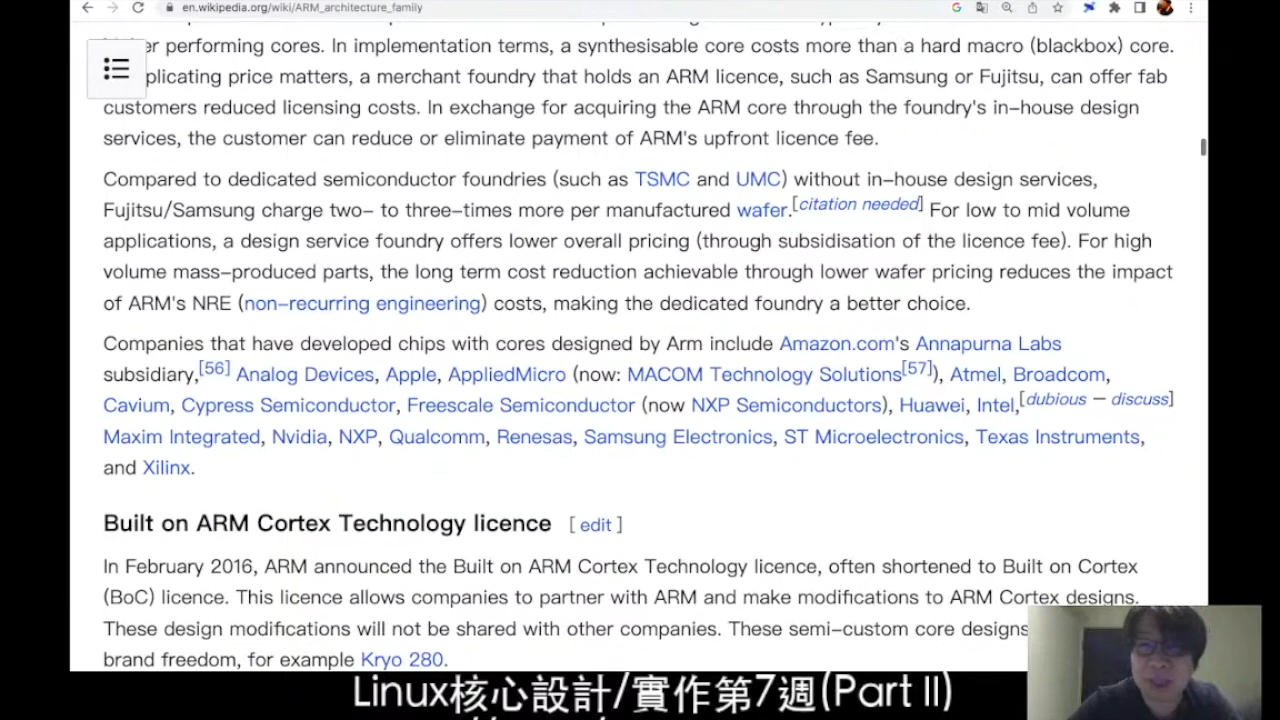 en.wikipedia.org/wiki/ARM_architecture_family
performing cores. In implementation terms, a synthesisable core costs more than a hard macro (blackbox) core.
price matters, a merchant foundry that holds an ARM licence, such as Samsung or Fujitsu, can offer fab
customers reduced licensing costs. In exchange for acquiring the ARM core through the foundry's in-house design
services, the customer can reduce or eliminate payment of ARM's upfront licence fee.
Compared to dedicated semiconductor foundries (such as TSMC and UMC) without in-house design services,
Fujitsu/Samsung charge two- to three-times more per manufactured wafer.[citation needed] For low to mid volume
applications, a design service foundry offers lower overall pricing (through subsidisation of the licence fee). For high
volume mass-produced parts, the long term cost reduction achievable through lower wafer pricing reduces the impact
of ARM's NRE (non-recurring engineering) costs, making the dedicated foundry a better choice.
Companies that have developed chips with cores designed by Arm include Amazon.com's Annapurna Labs
subsidiary,[56] Analog Devices, Apple, AppliedMicro (now: MACOM Technology Solutions[57]), Atmel, Broadcom,
Cavium, Cypress Semiconductor, Freescale Semiconductor (now NXP Semiconductors), Huawei, Intel,[dubious – discuss]
Maxim Integrated, Nvidia, NXP, Qualcomm, Renesas, Samsung Electronics, ST Microelectronics, Texas Instruments,
and Xilinx.
Built on ARM Cortex Technology licence [ edit ]
In February 2016, ARM announced the Built on ARM Cortex Technology licence, often shortened to Built on Cortex
(BoC) licence. This licence allows companies to partner with ARM and make modifications to ARM Cortex designs.
These design modifications will not be shared with other companies. These semi-custom core designs
brand freedom, for example Kryo 280.
Linux核心設計/實作第7週(Part II)